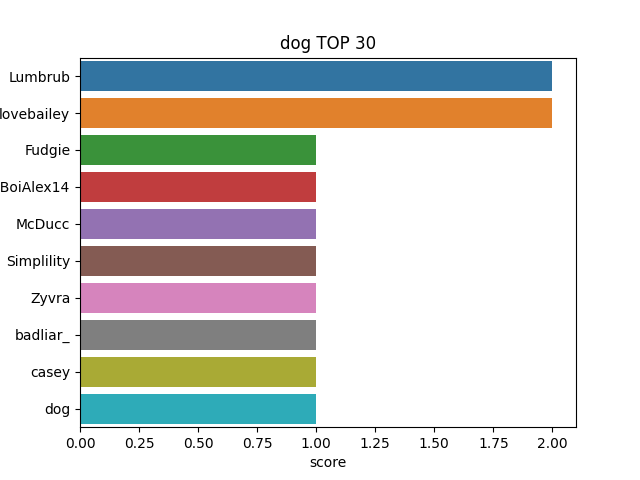 dog TOP 30
Lumbrub
lovebailey
Fudgie
BoiAlex14
McDucc
Simplility
Zyvra
badliar_
casey
dog
0.00 0.25 0.50 0.75 1.00 1.25 1.50 1.75 2.00
score